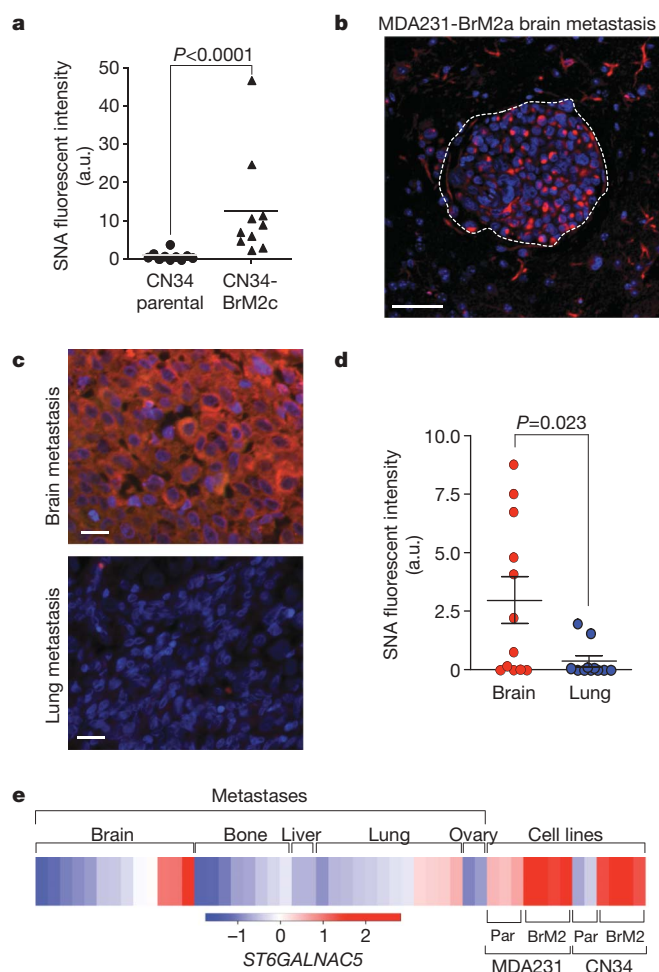 a
P<0.0001
SNA fluorescent intensity
(a.u.)
50
40
30
20
10
0
CN34
parental
CN34-
BrM2c
b
MDA231-BrM2a brain metastasis
c
Brain metastasis
Lung metastasis
d
P=0.023
SNA fluorescent intensity
(a.u.)
10.0
7.5
5.0
2.5
0
Brain
Lung
e
Metastases
Brain
Bone
Liver
Lung
Ovary
Cell lines
−1 0 1 2
ST6GALNAC5
Par
BrM2
Par
BrM2
MDA231
CN34